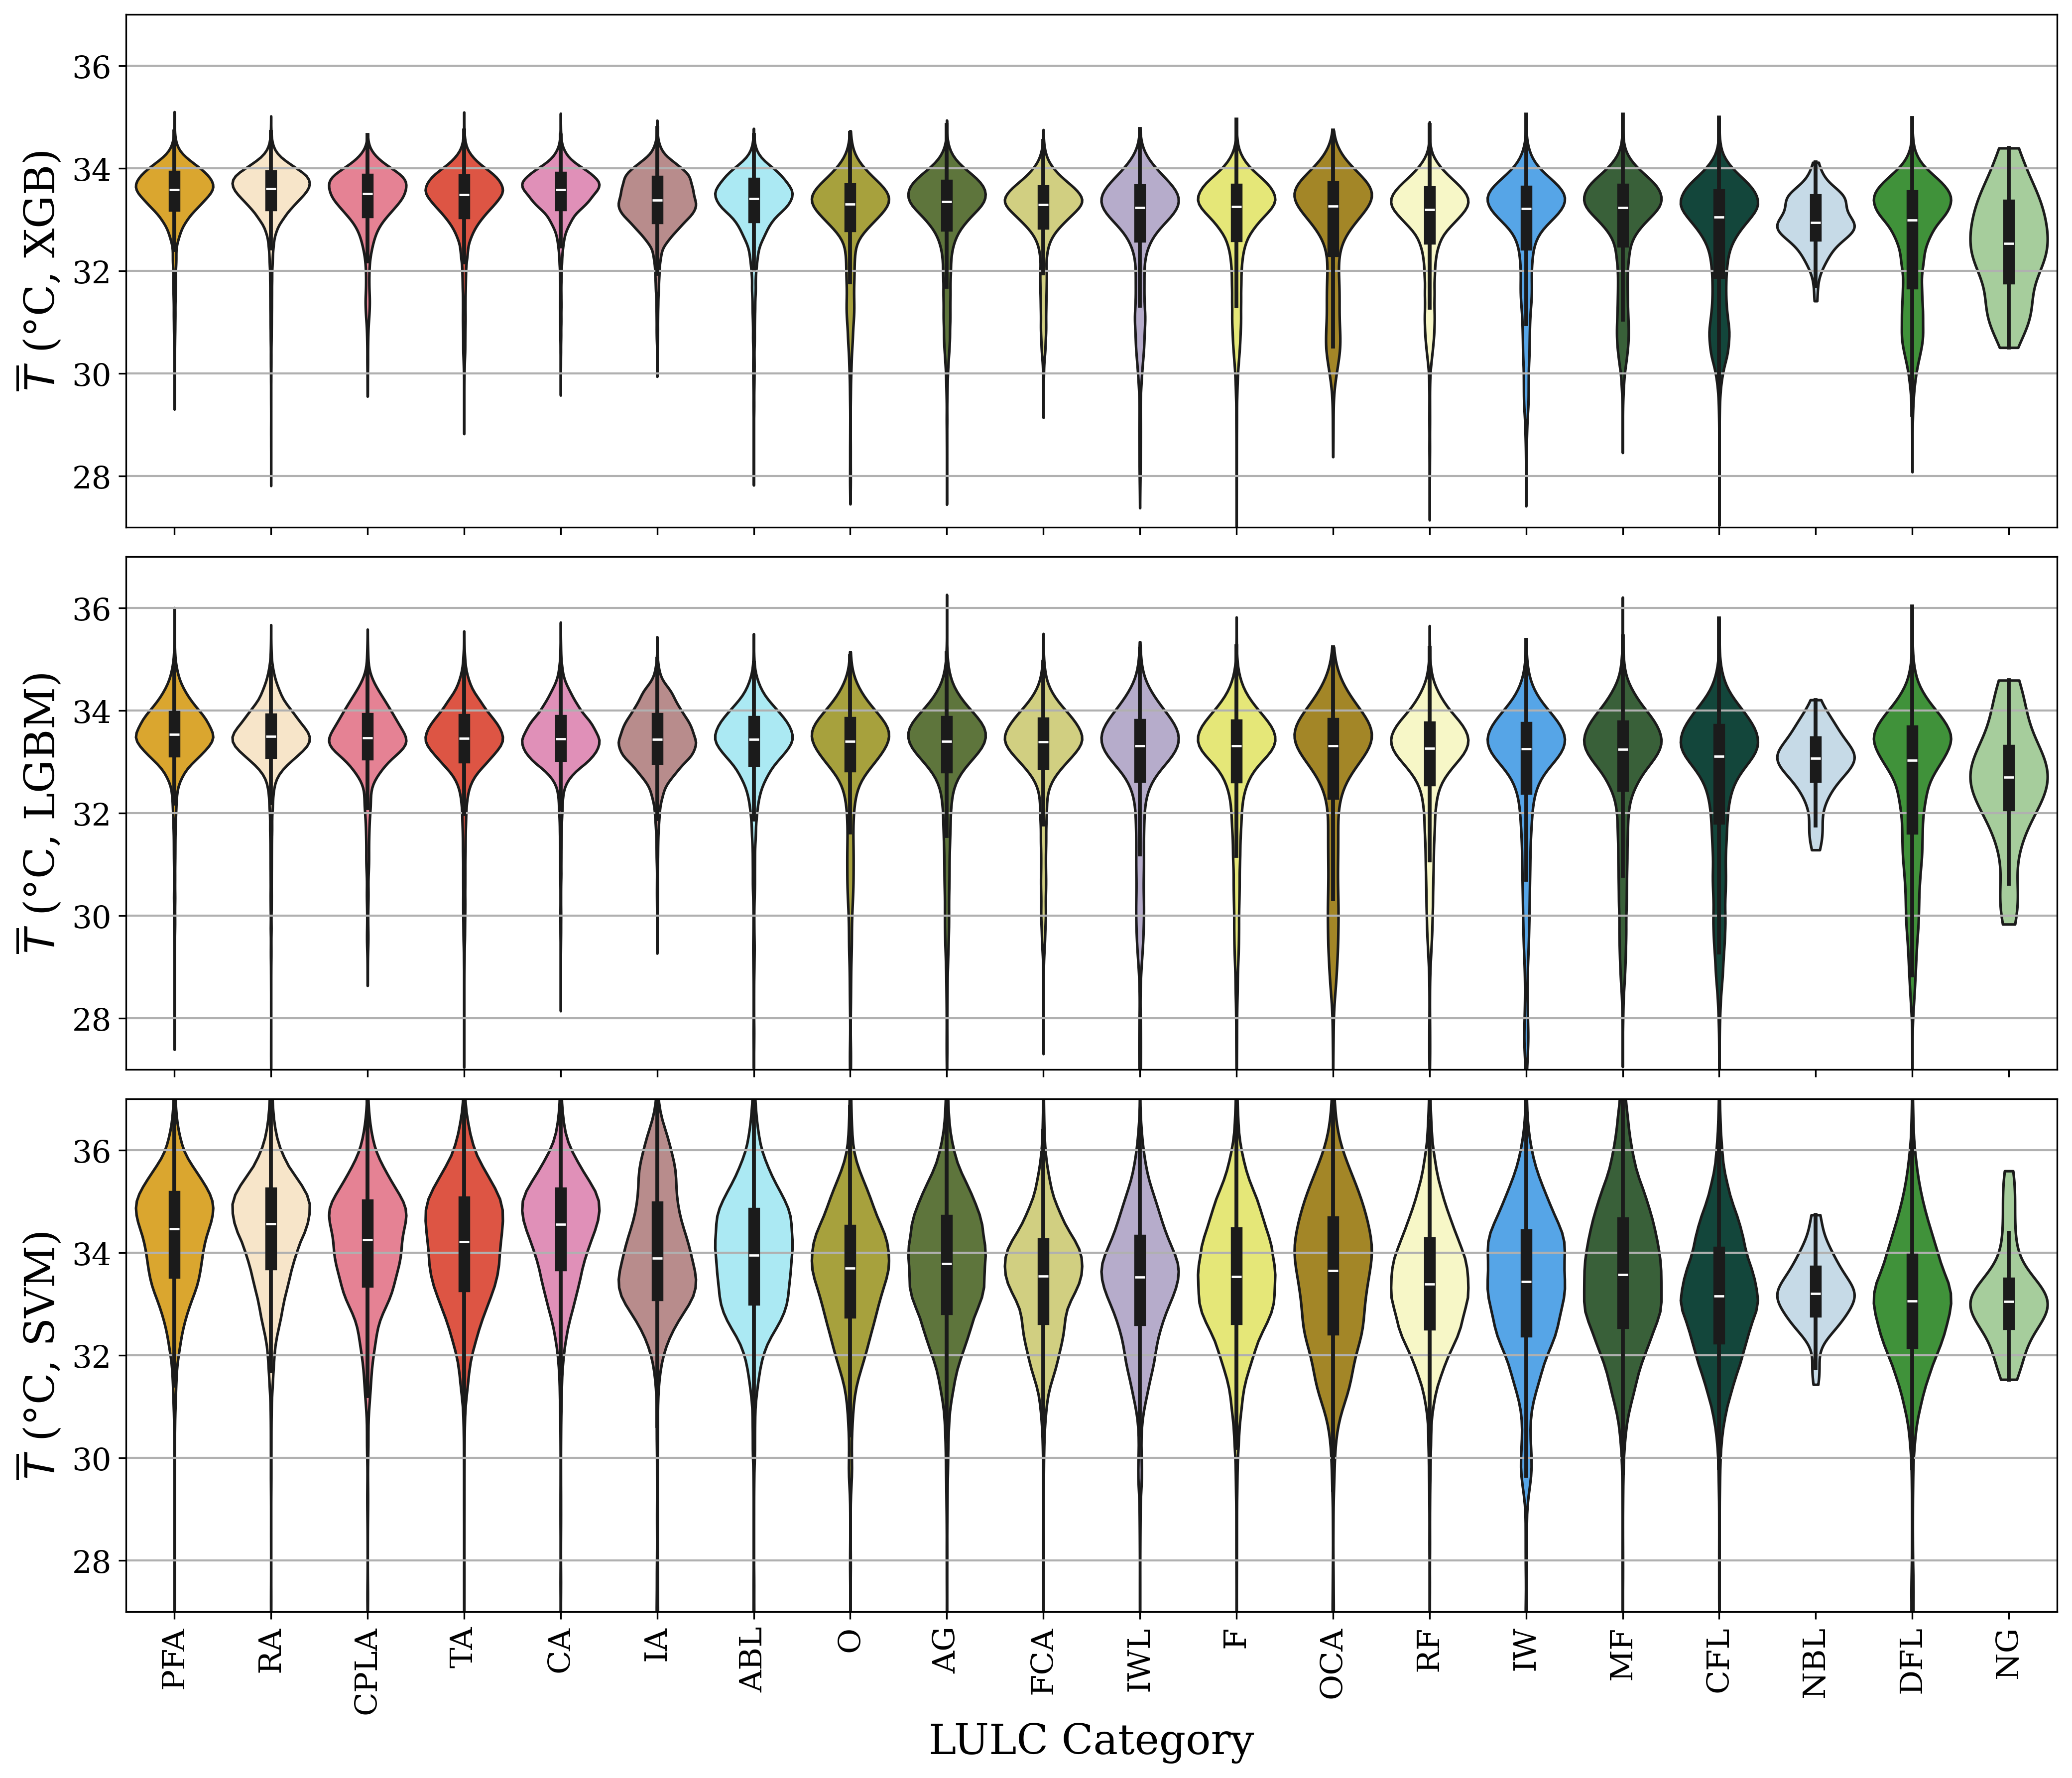 T̅ (°C, XGB)
36
34
32
30
28
T̅ (°C, LGBM)
36
34
32
30
28
T̅ (°C, SVM)
36
34
32
30
28
PFA
RA
CPLA
TA
CA
IA
ABL
O
AG
FCA
IWL
F
OCA
RF
IW
MF
CFL
NBL
DFL
NG
LULC Category